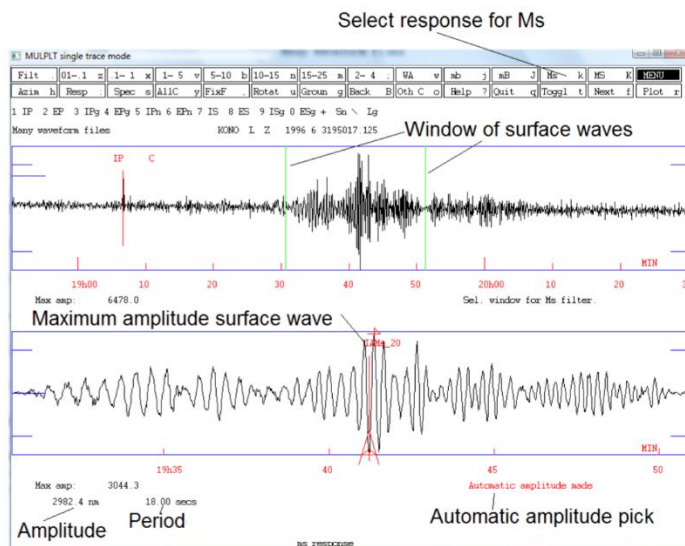 Select response for Ms
MULPLT single trace mode
Filt . 01-.1 z 1- 1 x 1- 5 v 5-10 b 10-15 n 15-25 m 2- 4 ; WA w mb j mB J Ms k MS K MENU
Azim h Resp : Spec s AllC y FixF . Rotat u Groun g Back B Oth C o Help ? Quit q Toggl t Next f Plot r
1 IP 2 EP 3 IPg 4 EPg 5 IPn 6 EPn 7 IS 8 ES 9 ISg 0 ESg + Sn \ Lg
Many waveform files KONO L Z 1996 6 3195017.125
Window of surface waves
IP C
MIN
19h00 10 20 30 40 50 20h00 10 20
Max amp: 6478.0 Sel. window for Ms filter.
Maximum amplitude surface wave
MIN
19h35 40 45 50
Max amp: 3044.3 Automatic amplitude made
2982.4 nm 18.00 secs
Amplitude Period Automatic amplitude pick
ms response